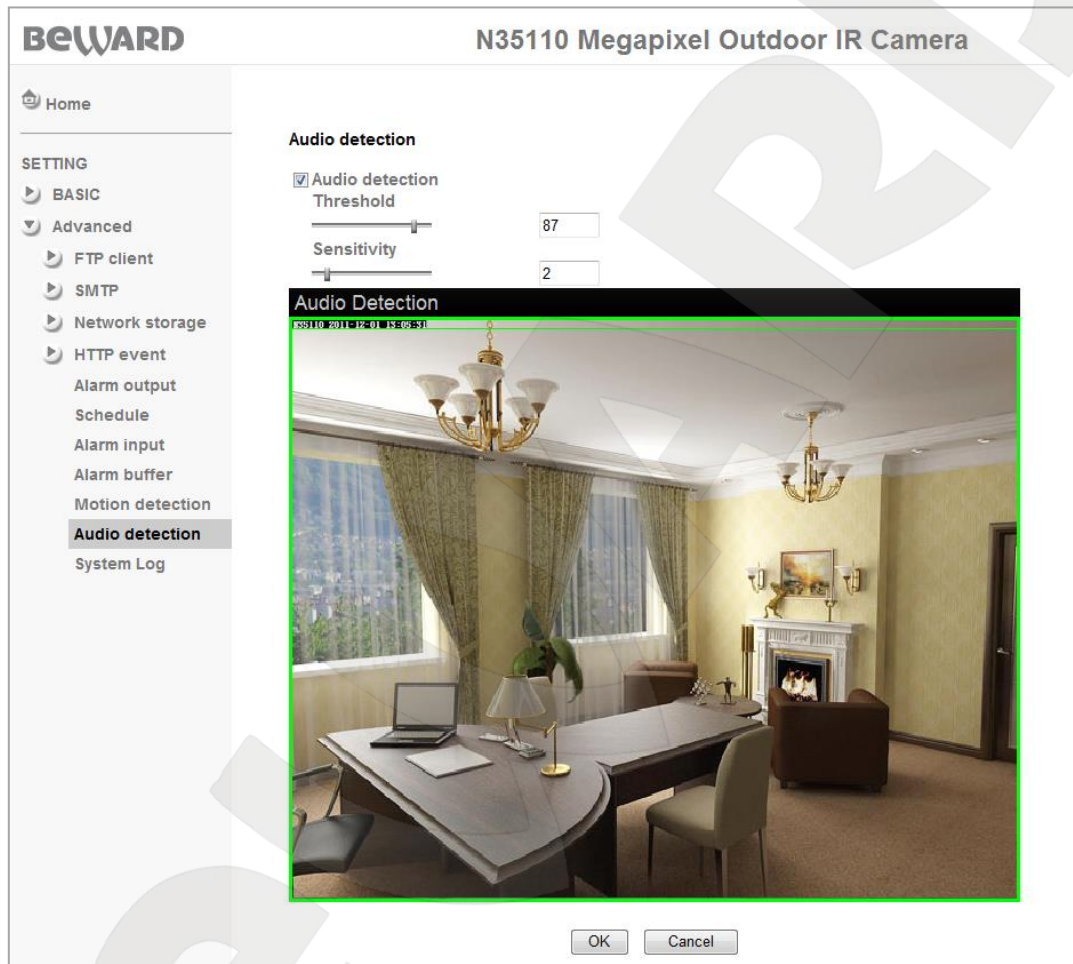 BEWARD
N35110 Megapixel Outdoor IR Camera
Home
SETTING
BASIC
Advanced
FTP client
SMTP
Network storage
HTTP event
Alarm output
Schedule
Alarm input
Alarm buffer
Motion detection
Audio detection
System Log
Audio detection
Audio detection
Threshold
87
Sensitivity
2
Audio Detection
N35110 2011-12-01 13:05:31
OK
Cancel